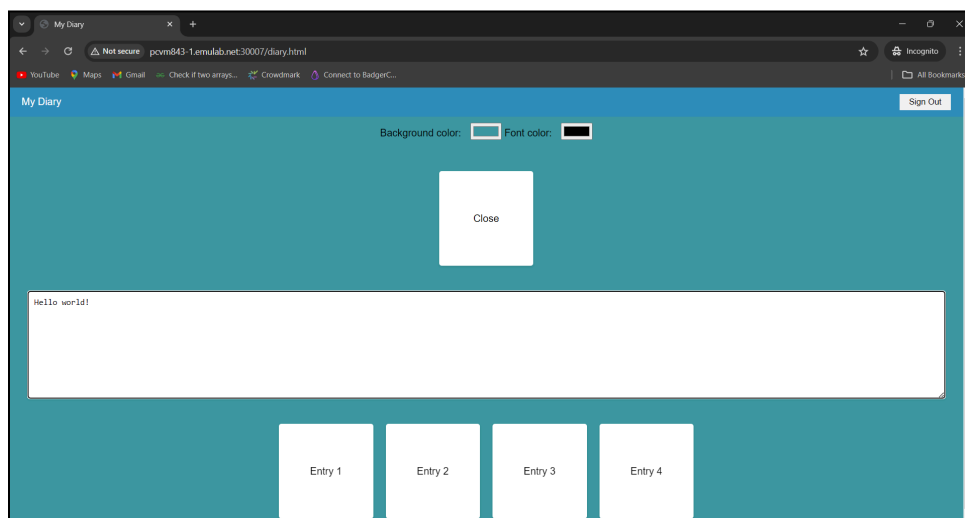 My Diary
Not secure pcvm843-1.emulab.net:30007/diary.html Incognito
YouTube Maps Gmail Check if two arrays... Crowdmark Connect to BadgerC... All Bookmarks
My Diary Sign Out
Background color: Font color:
Close
Hello world!
Entry 1 Entry 2 Entry 3 Entry 4